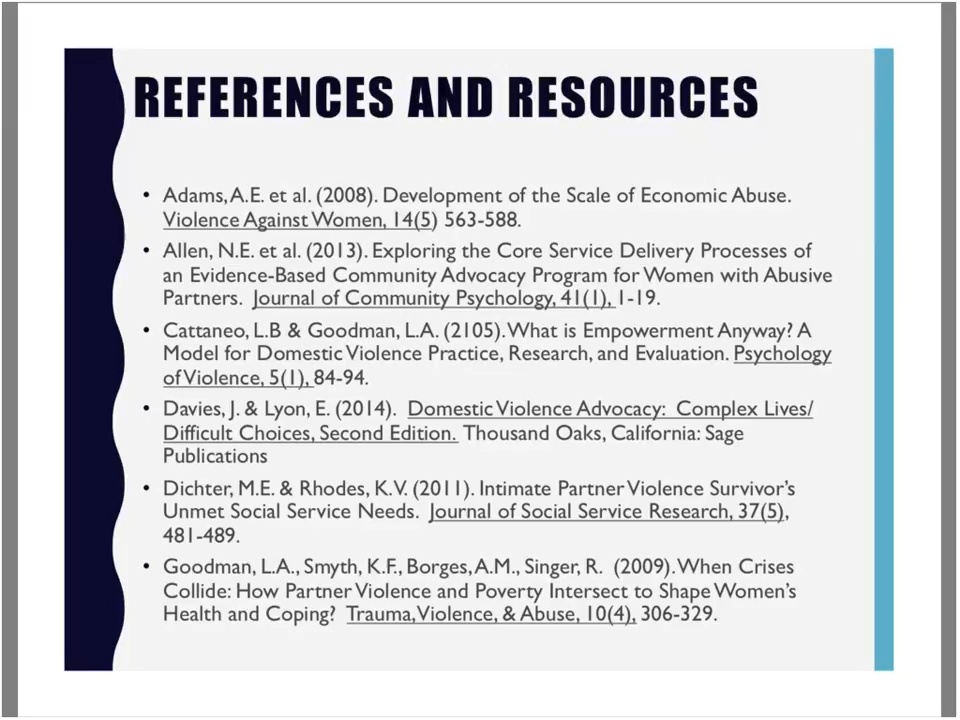 REFERENCES AND RESOURCES
• Adams, A.E. et al. (2008). Development of the Scale of Economic Abuse.
Violence Against Women, 14(5) 563-588.
• Allen, N.E. et al. (2013). Exploring the Core Service Delivery Processes of
an Evidence-Based Community Advocacy Program for Women with Abusive
Partners. Journal of Community Psychology, 41(1), 1-19.
• Cattaneo, L.B & Goodman, L.A. (2105). What is Empowerment Anyway? A
Model for Domestic Violence Practice, Research, and Evaluation. Psychology
of Violence, 5(1), 84-94.
• Davies, J. & Lyon, E. (2014). Domestic Violence Advocacy: Complex Lives/
Difficult Choices, Second Edition. Thousand Oaks, California: Sage
Publications
• Dichter, M.E. & Rhodes, K.V. (2011). Intimate Partner Violence Survivor's
Unmet Social Service Needs. Journal of Social Service Research, 37(5),
481-489.
• Goodman, L.A., Smyth, K.F., Borges, A.M., Singer, R. (2009). When Crises
Collide: How Partner Violence and Poverty Intersect to Shape Women's
Health and Coping? Trauma, Violence, & Abuse, 10(4), 306-329.